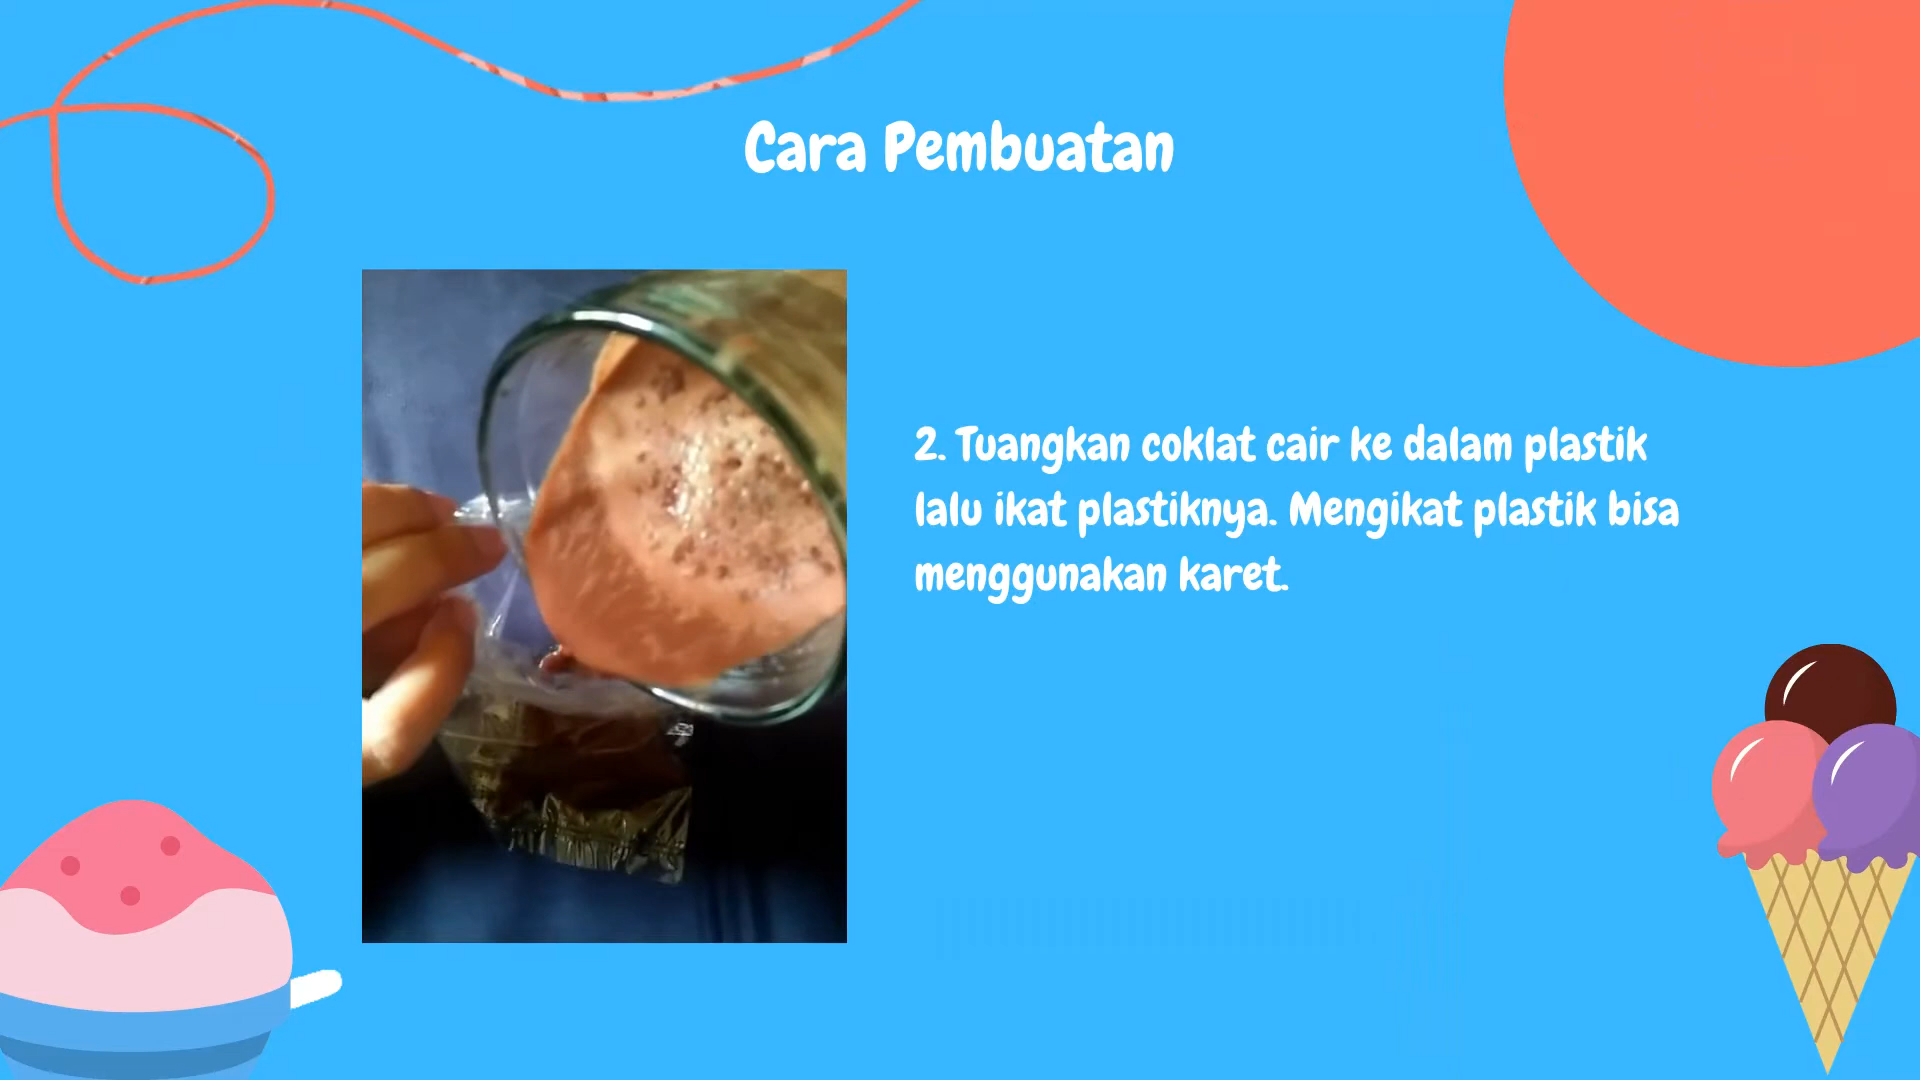 Cara Pembuatan
2. Tuangkan coklat cair ke dalam plastik
lalu ikat plastiknya. Mengikat plastik bisa
menggunakan karet.